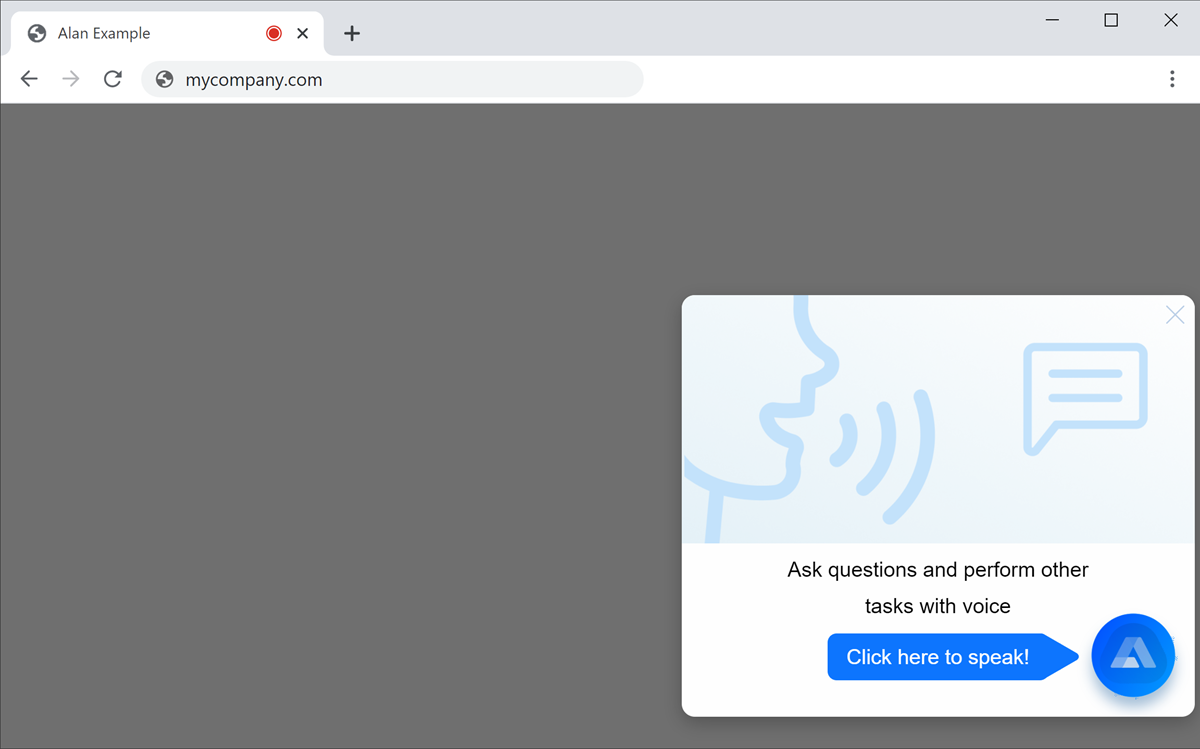 Alan Example
mycompany.com
Ask questions and perform other
tasks with voice
Click here to speak!